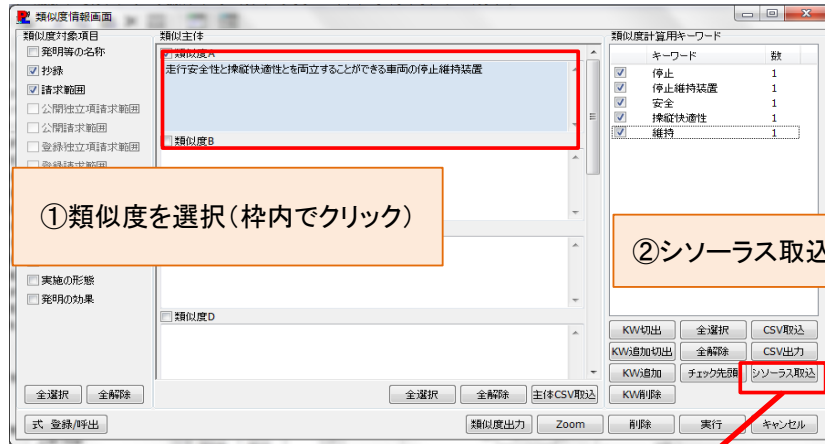 類似度情報画面
類似度対象項目
発明等の名称
抄録
請求範囲
公開独立項請求範囲
公開請求範囲
登録独立項請求範囲
登録請求範囲
実施の形態
発明の効果
全選択 全解除
類似主体
類似度A
走行安全性と操縦快適性とを両立することができる車両の停止維持装置
類似度B
類似度D
①類似度を選択(枠内でクリック)
全選択 全解除 主体CSV取込
類似度計算用キーワード
キーワード 数
停止 1
停止維持装置 1
安全 1
操縦快適性 1
維持 1
②シソーラス取込
KW切出 全選択 CSV取込
KW追加切出 全解除 CSV出力
KW追加 チェック先頭 シソーラス取込
KW削除
式 登録/呼出 類似度出力 Zoom 削除 実行 キャンセル